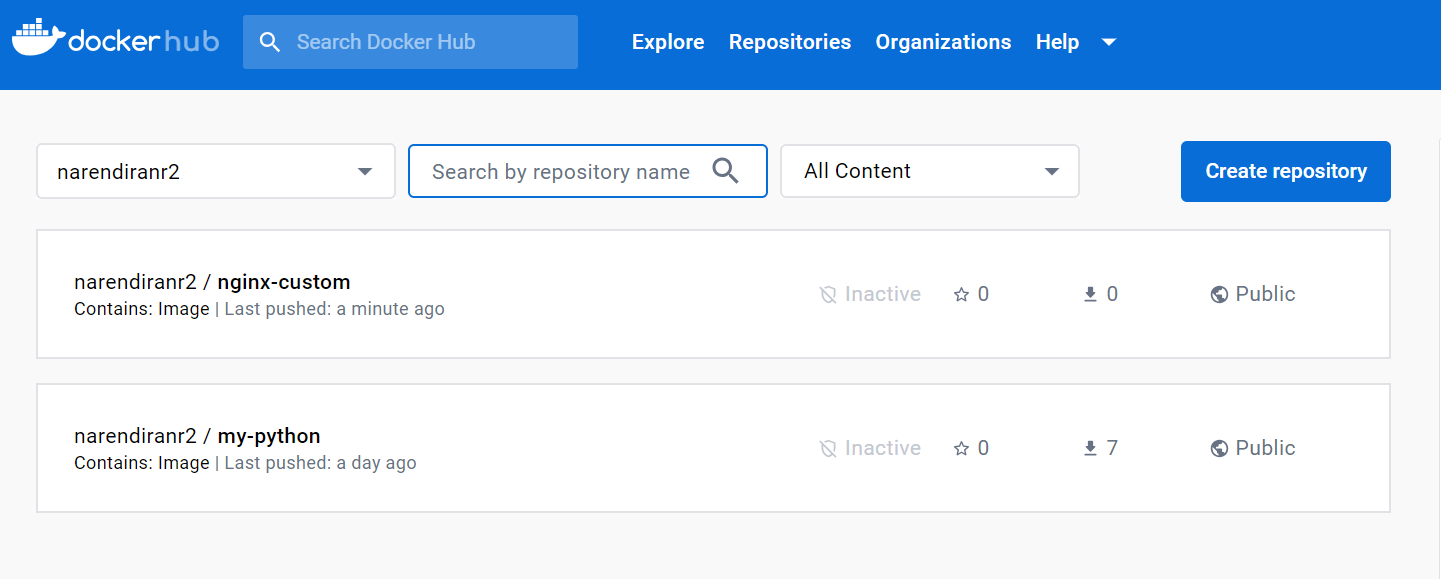 dockerhub Search Docker Hub Explore Repositories Organizations Help
narendiranr2 Search by repository name All Content Create repository
narendiranr2 / nginx-custom
Contains: Image | Last pushed: a minute ago
Inactive 0 0 Public
narendiranr2 / my-python
Contains: Image | Last pushed: a day ago
Inactive 0 7 Public